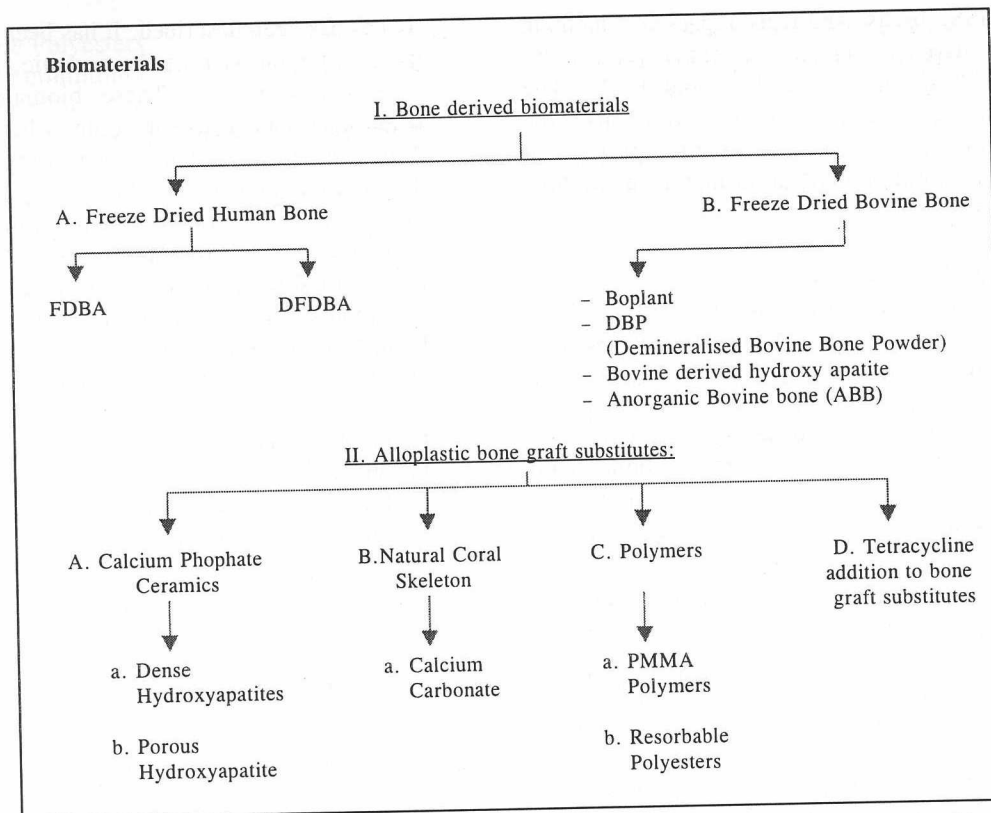 Biomaterials
I. Bone derived biomaterials
A. Freeze Dried Human Bone
B. Freeze Dried Bovine Bone
FDBA
DFDBA
– Boplant
– DBP
(Demineralised Bovine Bone Powder)
– Bovine derived hydroxy apatite
– Anorganic Bovine bone (ABB)
II. Alloplastic bone graft substitutes:
A. Calcium Phophate
Ceramics
B.Natural Coral
Skeleton
C. Polymers
D. Tetracycline
addition to bone
graft substitutes
a. Dense
Hydroxyapatites
b. Porous
Hydroxyapatite
a. Calcium
Carbonate
a. PMMA
Polymers
b. Resorbable
Polyesters